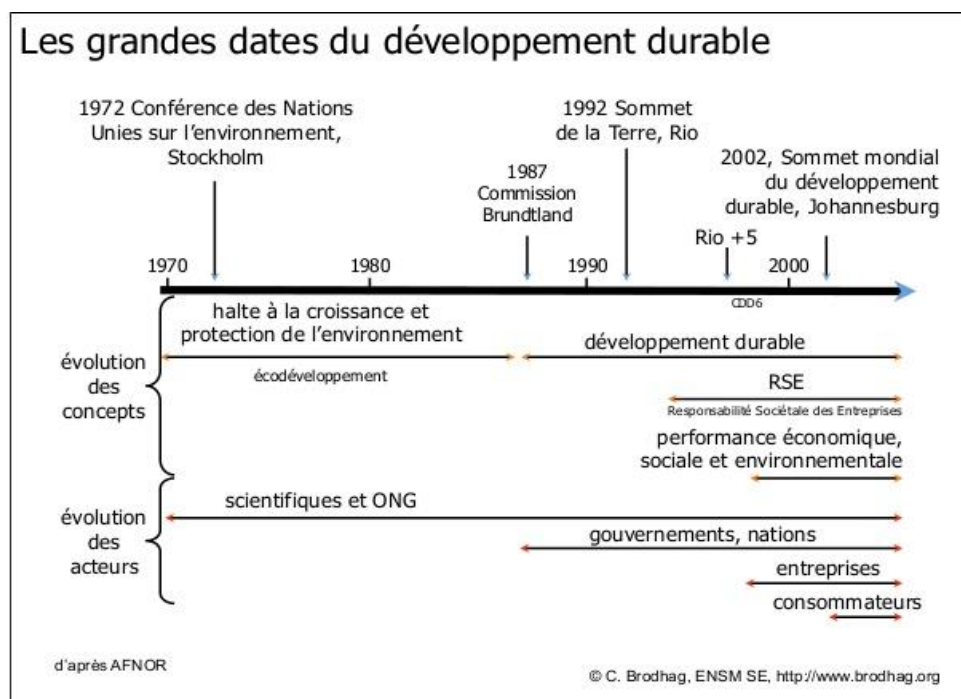 Les grandes dates du développement durable
1972 Conférence des Nations
Unies sur l'environnement,
Stockholm
1987
Commission
Brundtland
1992 Sommet
de la Terre, Rio
2002, Sommet mondial
du développement
durable, Johannesburg
Rio +5
1970
1980
1990
2000
CDD6
évolution
des
concepts
halte à la croissance et
protection de l'environnement
écodéveloppement
développement durable
RSE
Responsabilité Sociétale des Entreprises
performance économique,
sociale et environnementale
évolution
des
acteurs
scientifiques et ONG
gouvernements, nations
entreprises
consommateurs
d'après AFNOR
© C. Brodhag, ENSM SE, http://www.brodhag.org